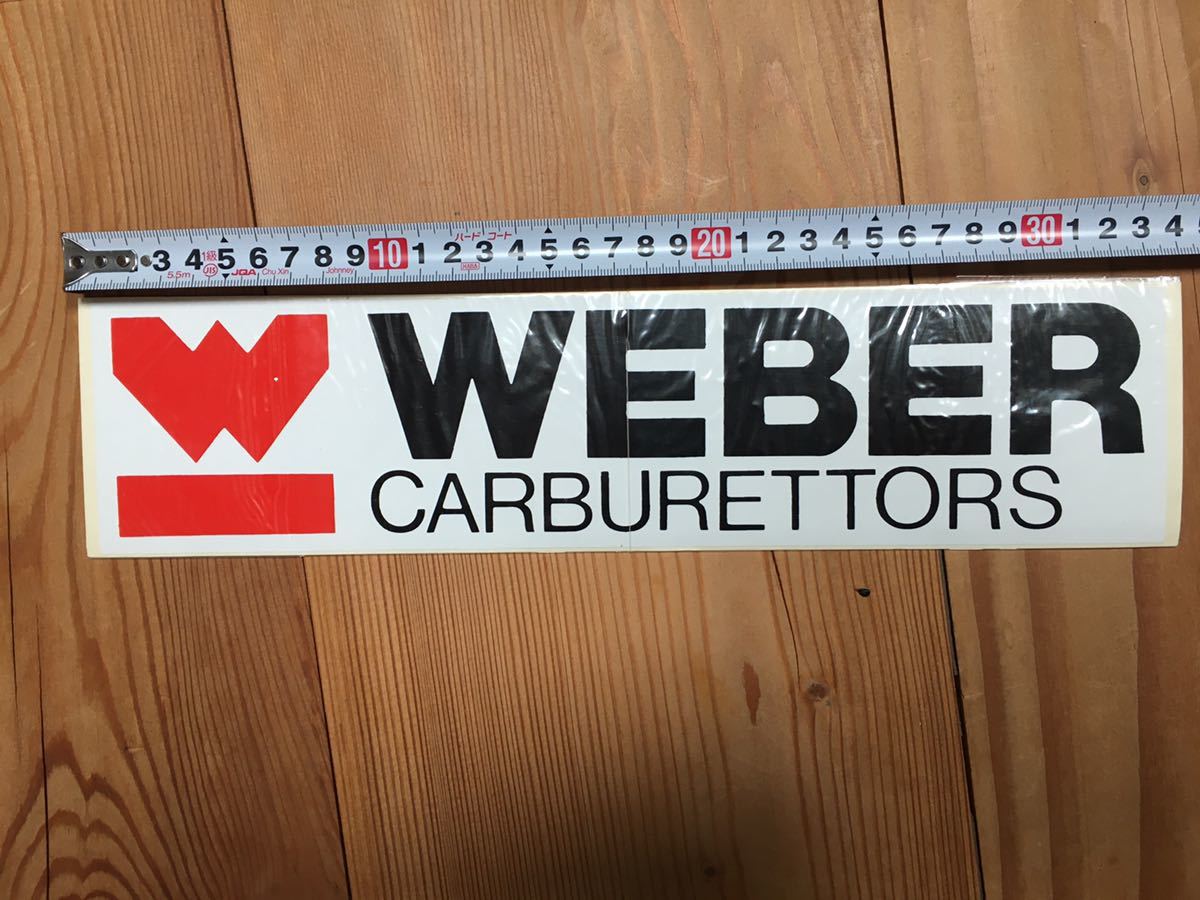 3 4 5 6 7 8 9 10 1 2 3 4 5 6 7 8 9 20 1 2 3 4 5 6 7 8 9 30 1 2 3 4
ハード コート
5.5m 1級 JIS JQA Chu Xin Johnney
WEBER
CARBURETTORS